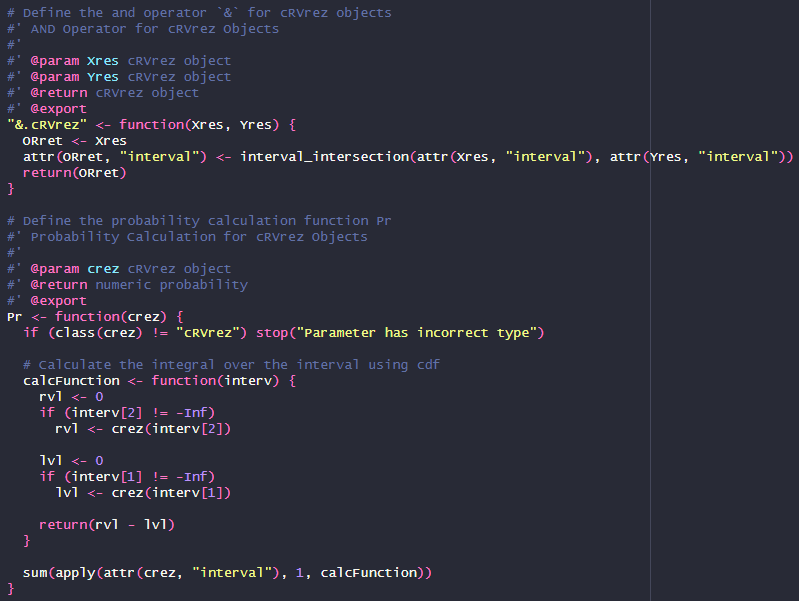 # Define the and operator `&` for cRVrez objects
#' AND Operator for cRVrez Objects
#'
#' @param Xres cRVrez object
#' @param Yres cRVrez object
#' @return cRVrez object
#' @export
"&.cRVrez" <- function(Xres, Yres) {
  ORret <- Xres
  attr(ORret, "interval") <- interval_intersection(attr(Xres, "interval"), attr(Yres, "interval"))
  return(ORret)
}
# Define the probability calculation function Pr
#' Probability Calculation for cRVrez Objects
#'
#' @param crez cRVrez object
#' @return numeric probability
#' @export
Pr <- function(crez) {
  if (class(crez) != "cRVrez") stop("Parameter has incorrect type")
  # Calculate the integral over the interval using cdf
  calcFunction <- function(interv) {
    rvl <- 0
    if (interv[2] != -Inf)
      rvl <- crez(interv[2])
    lvl <- 0
    if (interv[1] != -Inf)
      lvl <- crez(interv[1])
    return(rvl - lvl)
  }
  sum(apply(attr(crez, "interval"), 1, calcFunction))
}